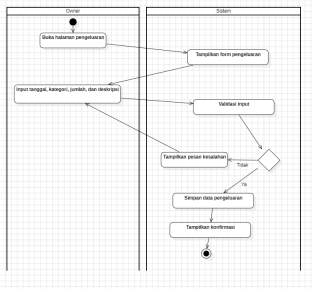 Owner
Sistem
Buka halaman pengeluaran
Tampilkan form pengeluaran
Input tanggal, kategori, jumlah, dan deskripsi
Validasi input
Tampilkan pesan kesalahan
Tidak
Ya
Simpan data pengeluaran
Tampilkan konfirmasi